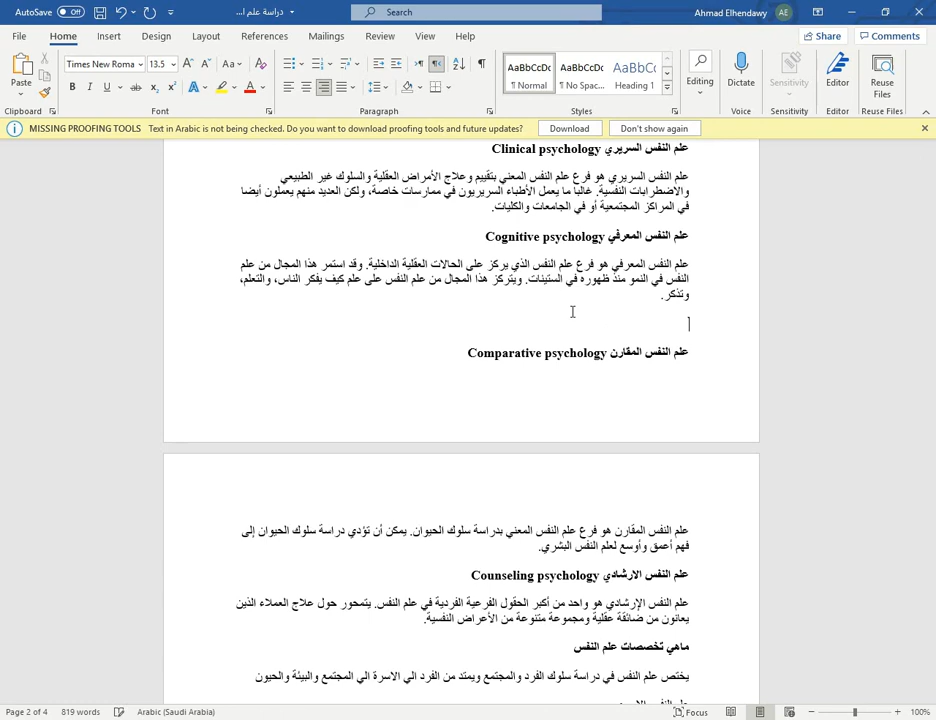 AutoSave Off دراسة علم ا... Search Ahmad Elhendawy AE
File Home Insert Design Layout References Mailings Review View Help Share Comments
Paste Times New Roma 13.5 A A Aa A AaBbCcDc AaBbCcDc AaBbCc Editing Dictate Sensitivity Editor Reuse Files
B I U ab x₂ x² A A ¶ Normal ¶ No Spac... Heading 1
Clipboard Font Paragraph Styles Voice Sensitivity Editor Reuse Files
MISSING PROOFING TOOLS Text in Arabic is not being checked. Do you want to download proofing tools and future updates? Download Don't show again
علم النفس السريري Clinical psychology
علم النفس السريري هو فرع علم النفس المعني بتقييم وعلاج الأمراض العقلية والسلوك غير الطبيعي
والاضطرابات النفسية. غالبا ما يعمل الأطباء السريريون في ممارسات خاصة، ولكن العديد منهم يعملون أيضا
في المراكز المجتمعية أو في الجامعات والكليات.
علم النفس المعرفي Cognitive psychology
علم النفس المعرفي هو فرع علم النفس الذي يركز على الحالات العقلية الداخلية. وقد استمر هذا المجال من علم
النفس في النمو منذ ظهوره في الستينات. ويتركز هذا المجال من علم النفس على علم كيف يفكر الناس، والتعلم،
وتذكر.
علم النفس المقارن Comparative psychology
علم النفس المقارن هو فرع علم النفس المعني بدراسة سلوك الحيوان. يمكن أن تؤدي دراسة سلوك الحيوان إلى
فهم أعمق وأوسع لعلم النفس البشري.
علم النفس الارشادي Counseling psychology
علم النفس الإرشادي هو واحد من أكبر الحقول الفرعية الفردية في علم النفس. يتمحور حول علاج العملاء الذين
يعانون من ضائقة عقلية ومجموعة متنوعة من الأعراض النفسية.
ماهي تخصصات علم النفس
يختص علم النفس في دراسة سلوك الفرد والمجتمع ويمتد من الفرد الي الاسرة الي المجتمع والبيئة والحيون
Page 2 of 4 819 words Arabic (Saudi Arabia) Focus 100%